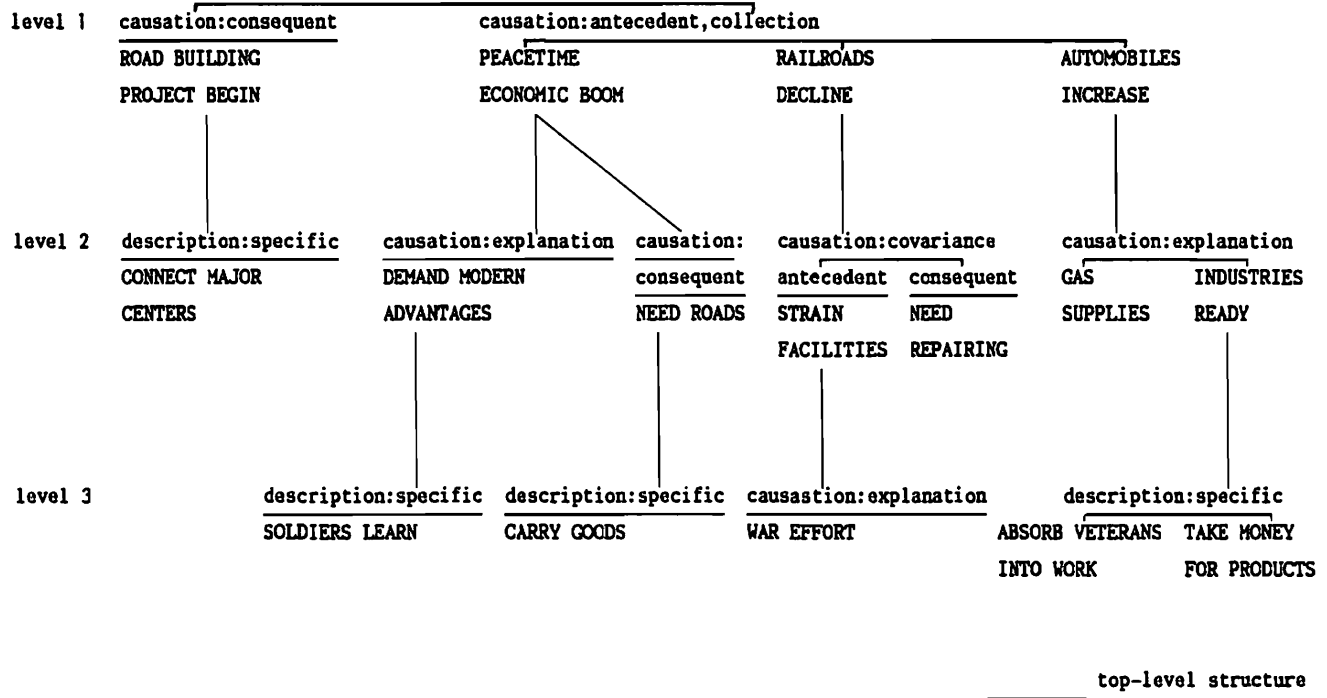 level 1 causation:consequent causation:antecedent,collection
ROAD BUILDING PEACETIME RAILROADS AUTOMOBILES
PROJECT BEGIN ECONOMIC BOOM DECLINE INCREASE
level 2 description:specific causation:explanation causation: causation:covariance causation:explanation
CONNECT MAJOR DEMAND MODERN consequent antecedent consequent GAS INDUSTRIES
CENTERS ADVANTAGES NEED ROADS STRAIN NEED SUPPLIES READY
FACILITIES REPAIRING
level 3 description:specific description:specific causastion:explanation description:specific
SOLDIERS LEARN CARRY GOODS WAR EFFORT ABSORB VETERANS TAKE MONEY
INTO WORK FOR PRODUCTS
top-level structure